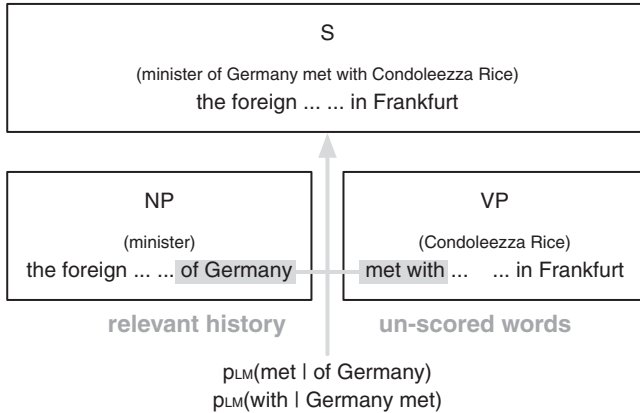 S
(minister of Germany met with Condoleezza Rice)
the foreign ... ... in Frankfurt
NP
(minister)
the foreign ... ... of Germany
VP
(Condoleezza Rice)
met with ... ... in Frankfurt
relevant history
un-scored words
pLM(met | of Germany)
pLM(with | Germany met)